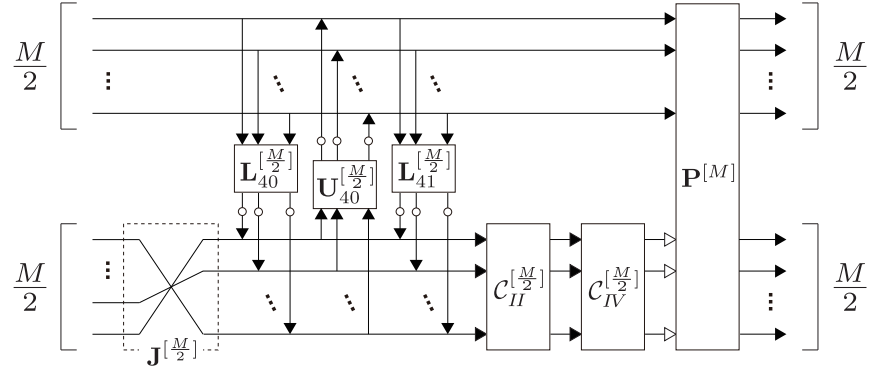 M/2
M/2
L_{40}^{[M/2]}
U_{40}^{[M/2]}
L_{41}^{[M/2]}
P^{[M]}
M/2
C_{II}^{[M/2]}
C_{IV}^{[M/2]}
M/2
J^{[M/2]}